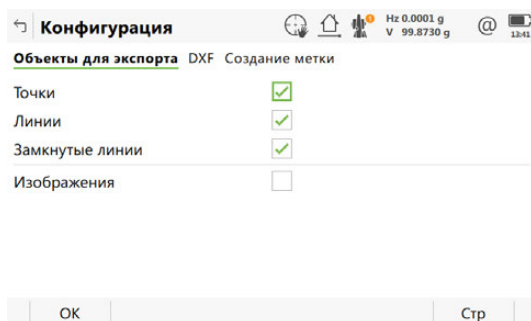 Конфигурация
Hz 0.0001 g
V 99.8730 g
@
13:41
Объекты для экспорта DXF Создание метки
Точки
Линии
Замкнутые линии
Изображения
OK Стр